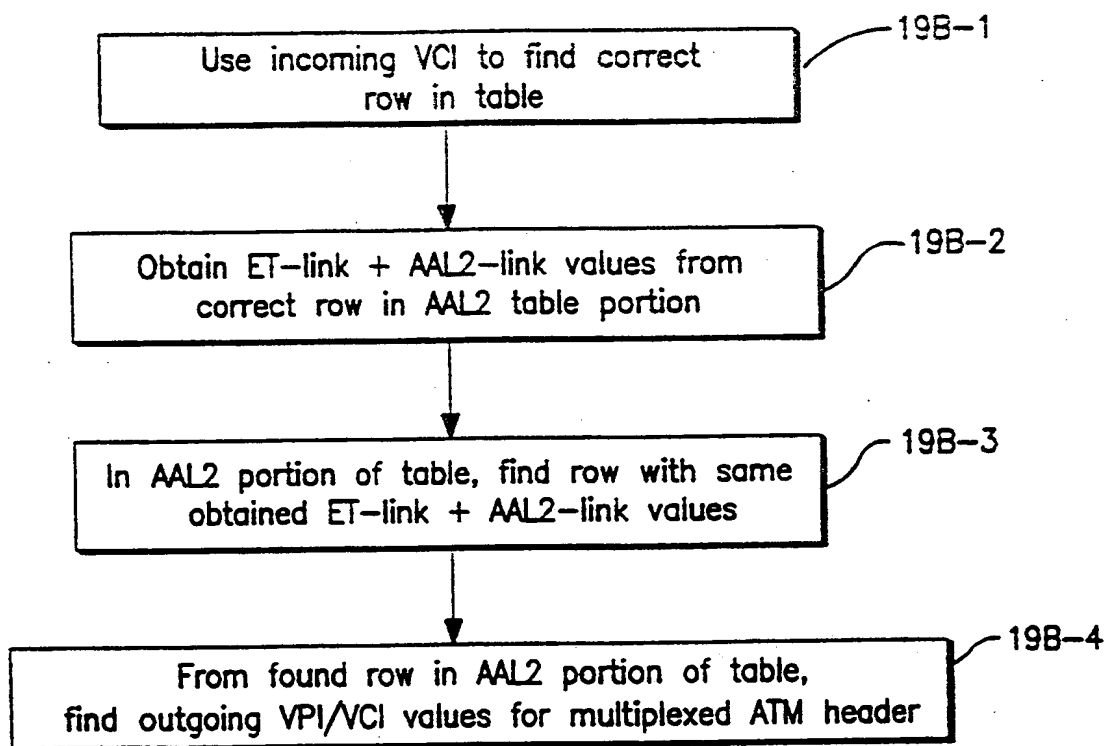 19B-1
Use incoming VCI to find correct
row in table
19B-2
Obtain ET-link + AAL2-link values from
correct row in AAL2 table portion
19B-3
In AAL2 portion of table, find row with same
obtained ET-link + AAL2-link values
19B-4
From found row in AAL2 portion of table,
find outgoing VPI/VCI values for multiplexed ATM header